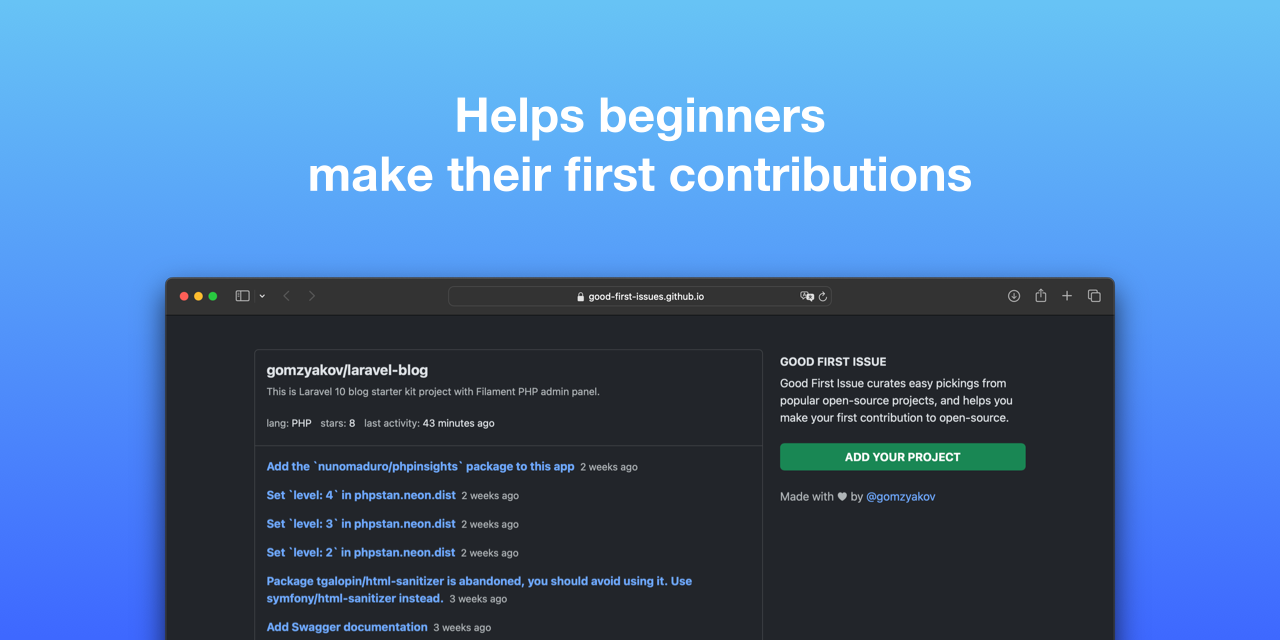 Helps beginners
make their first contributions
good-first-issues.github.io
gomzyakov/laravel-blog
This is Laravel 10 blog starter kit project with Filament PHP admin panel.
lang: PHP stars: 8 last activity: 43 minutes ago
Add the `nunomaduro/phpinsights` package to this app 2 weeks ago
Set `level: 4` in phpstan.neon.dist 2 weeks ago
Set `level: 3` in phpstan.neon.dist 2 weeks ago
Set `level: 2` in phpstan.neon.dist 2 weeks ago
Package tgalopin/html-sanitizer is abandoned, you should avoid using it. Use
symfony/html-sanitizer instead. 3 weeks ago
Add Swagger documentation 3 weeks ago
GOOD FIRST ISSUE
Good First Issue curates easy pickings from
popular open-source projects, and helps you
make your first contribution to open-source.
ADD YOUR PROJECT
Made with ♥ by @gomzyakov